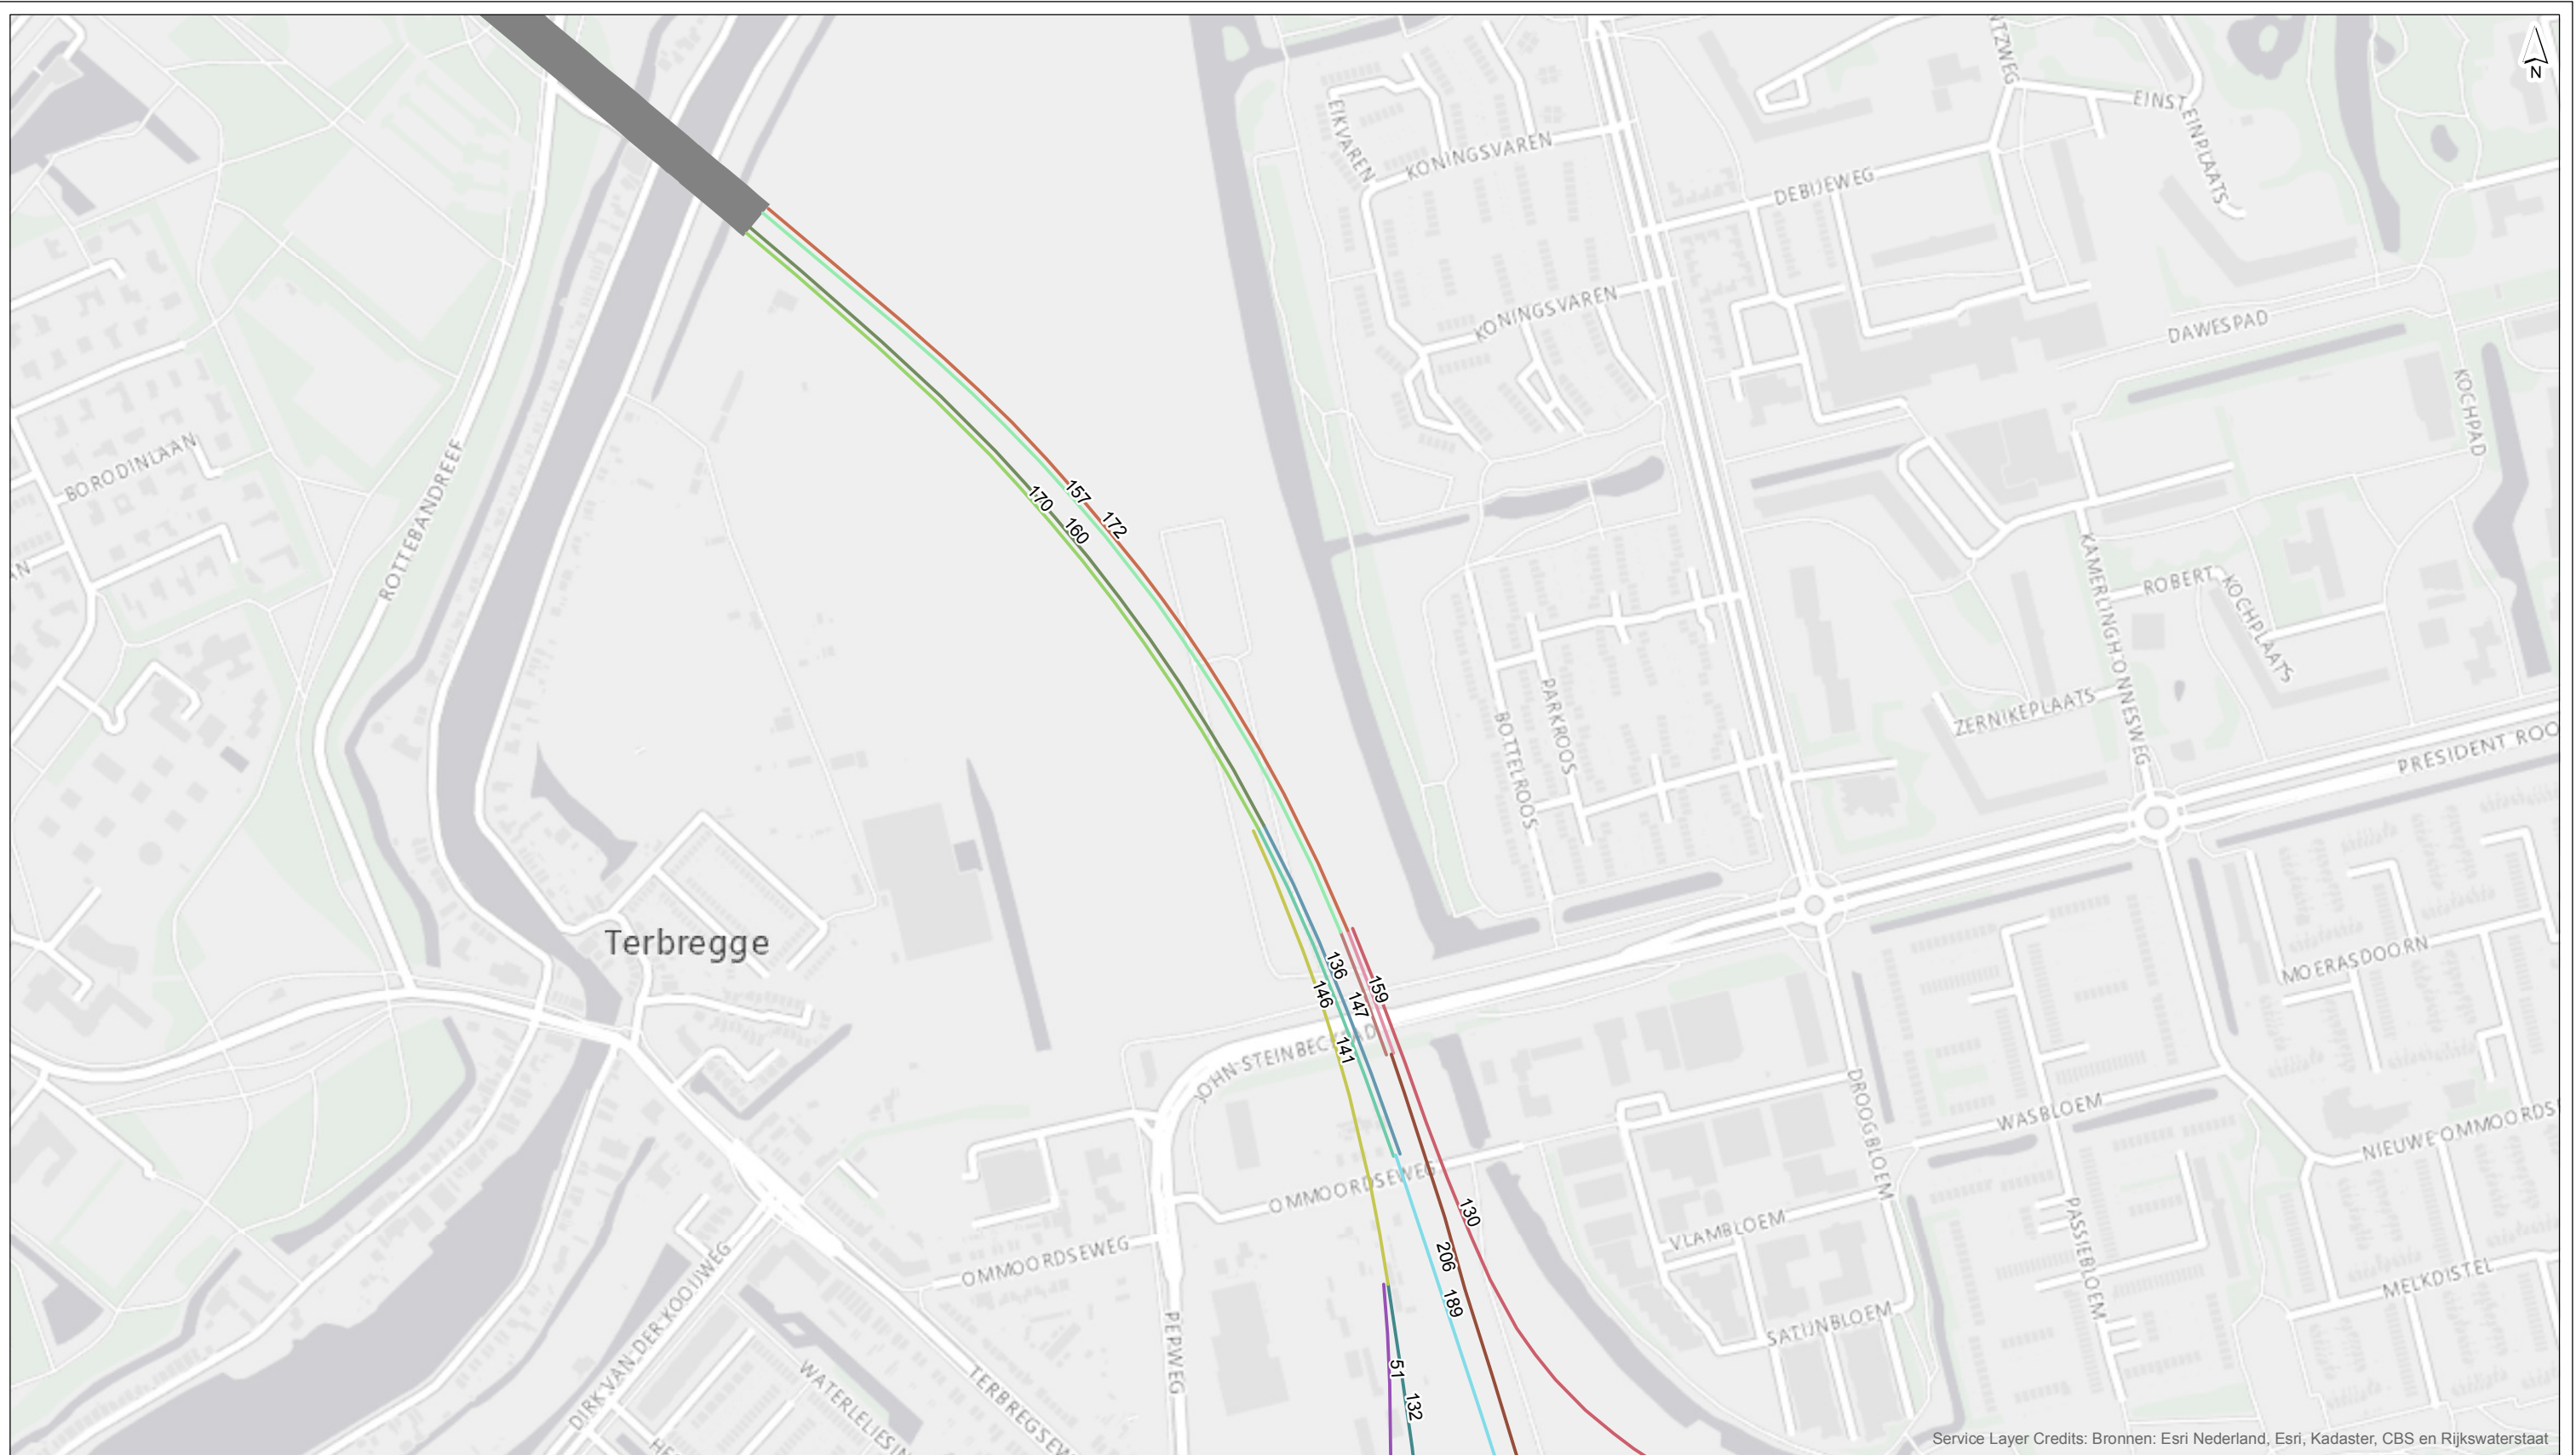 N
EINSTEINPLAATS
EIKVAREN
KONINGSVAREN
DEBIJEWEG
KONINGSVAREN
DAWESPAD
KOCHPAD
BORODINLAAN
ROTTEBANDREEF
157
172
170
160
KAMERLINGH ONNESWEG
ROBERT KOCHPLAATS
PARKROOS
BOTTELROOS
ZERNIKEPLAATS
PRESIDENT ROO
Terbregge
136
159
146
147
141
MOERASDOORN
DROOGBLOEM
WASBLOEM
NIEUWE OMMOORDS
OMMOORDSEWEG
130
VLAMBLOEM
PASSIEBLOEM
206
OMMOORDSEWEG
189
MELKDISTEL
DIRK VAN DER KOOIJWEG
PEPWEG
SATIJNBLOEM
51
132
WATERLELIESIN
TERBREGSEW
HE
Service Layer Credits: Bronnen: Esri Nederland, Esri, Kadaster, CBS en Rijkswaterstaat